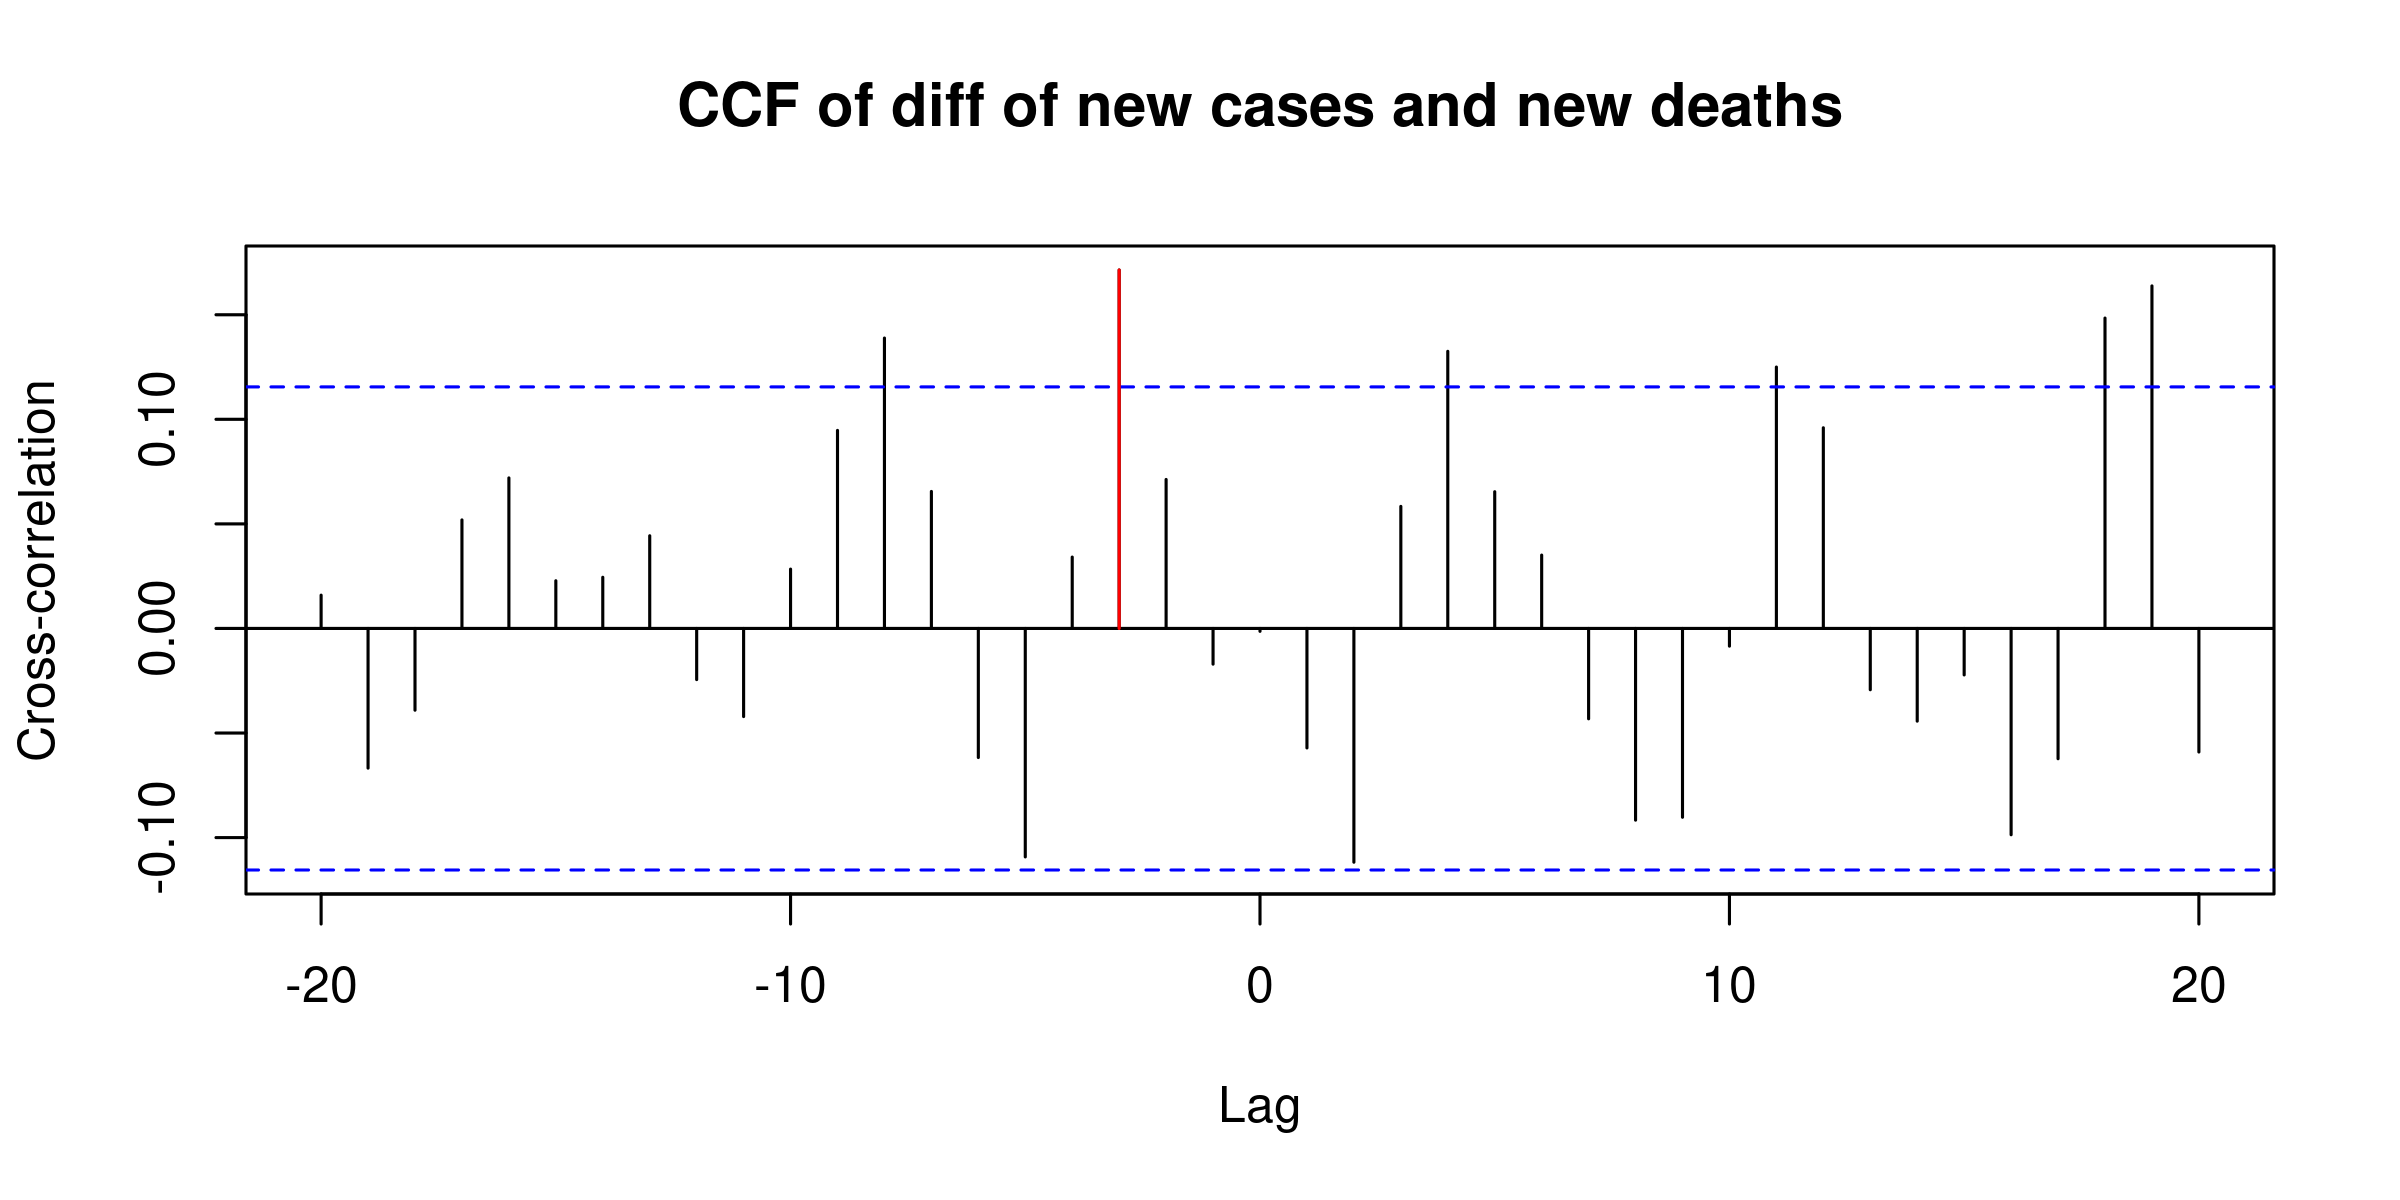 CCF of diff of new cases and new deaths
Cross-correlation
0.10
0.00
-0.10
-20
-10
0
10
20
Lag